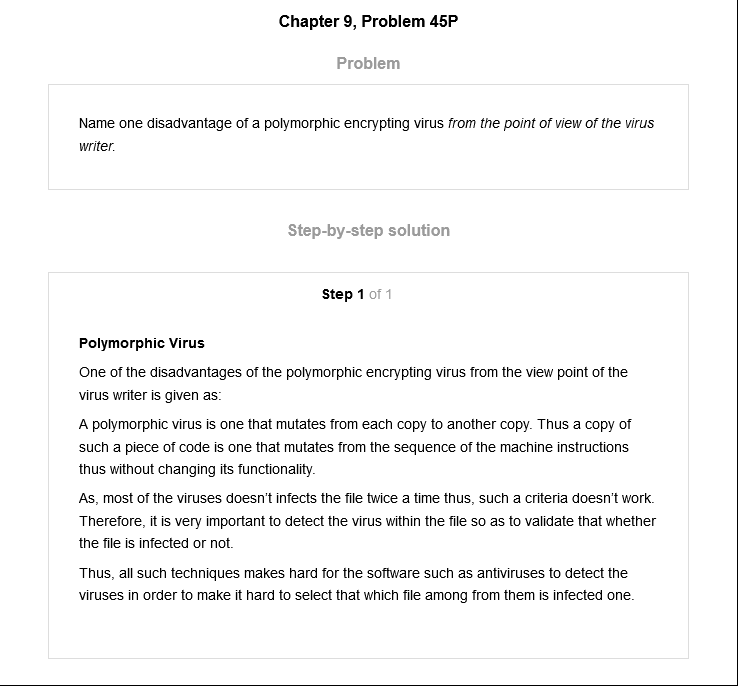 Chapter 9, Problem 45P
Problem
Name one disadvantage of a polymorphic encrypting virus from the point of view of the virus
writer.
Step-by-step solution
Step 1 of 1
Polymorphic Virus
One of the disadvantages of the polymorphic encrypting virus from the view point of the
virus writer is given as:
A polymorphic virus is one that mutates from each copy to another copy. Thus a copy of
such a piece of code is one that mutates from the sequence of the machine instructions
thus without changing its functionality.
As, most of the viruses doesn't infects the file twice a time thus, such a criteria doesn't work.
Therefore, it is very important to detect the virus within the file so as to validate that whether
the file is infected or not.
Thus, all such techniques makes hard for the software such as antiviruses to detect the
viruses in order to make it hard to select that which file among from them is infected one.